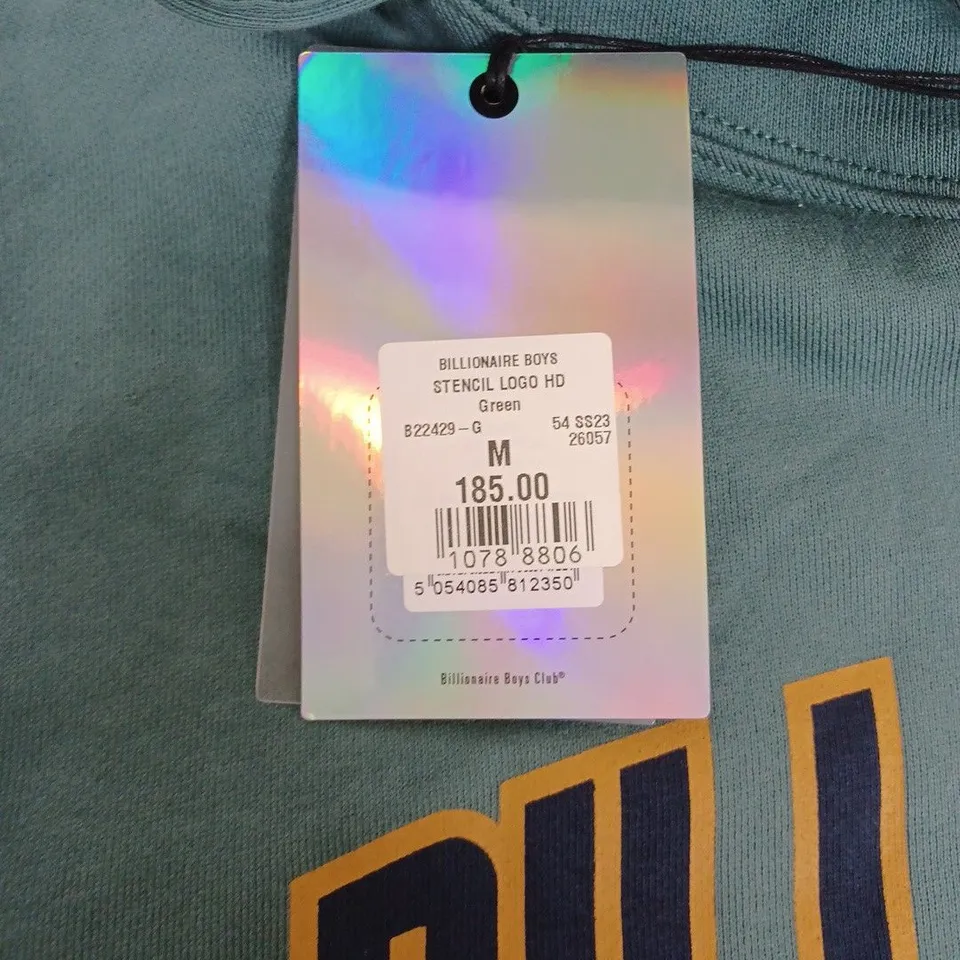 BILLIONAIRE BOYS
STENCIL LOGO HD
Green
B22429-G 54 SS23
26057
M
185.00
1078 8806
5 054085 812350
Billionaire Boys Club®
BILL